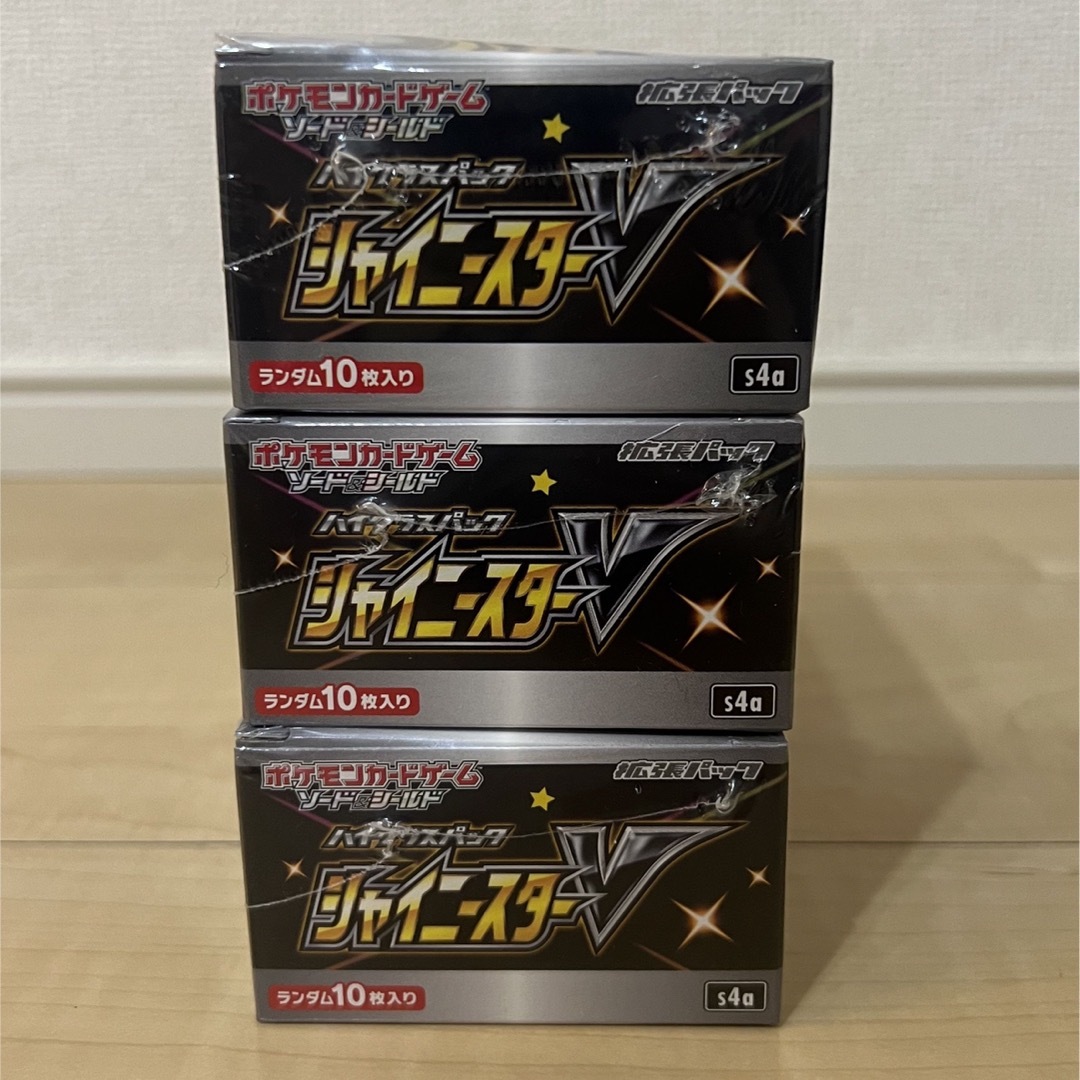 ポケモンカードゲーム 拡張パック
ソード&シールド
ハイクラスパック
シャイニースターV
ランダム10枚入り s4a
ポケモンカードゲーム 拡張パック
ソード&シールド
ハイクラスパック
シャイニースターV
ランダム10枚入り s4a
ポケモンカードゲーム 拡張パック
ソード&シールド
ハイクラスパック
シャイニースターV
ランダム10枚入り s4a